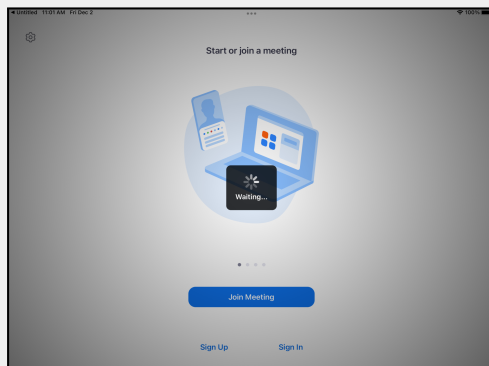 Untitled 11:01 AM Fri Dec 2 100%
Start or join a meeting
Waiting...
Join Meeting
Sign Up Sign In